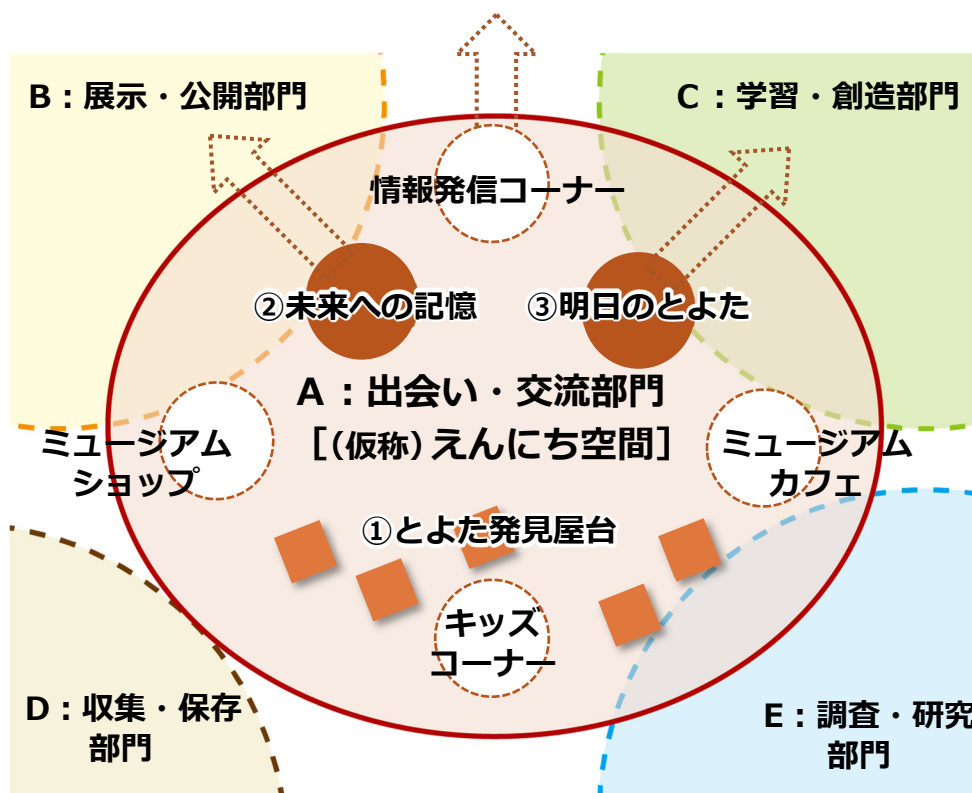 B:展示・公開部門
C:学習・創造部門
情報発信コーナー
②未来への記憶
③明日のとよた
A:出会い・交流部門
[(仮称)えんにち空間]
ミュージアム
ショップ
ミュージアム
カフェ
①とよた発見屋台
キッズ
コーナー
D:収集・保存
部門
E:調査・研究
部門